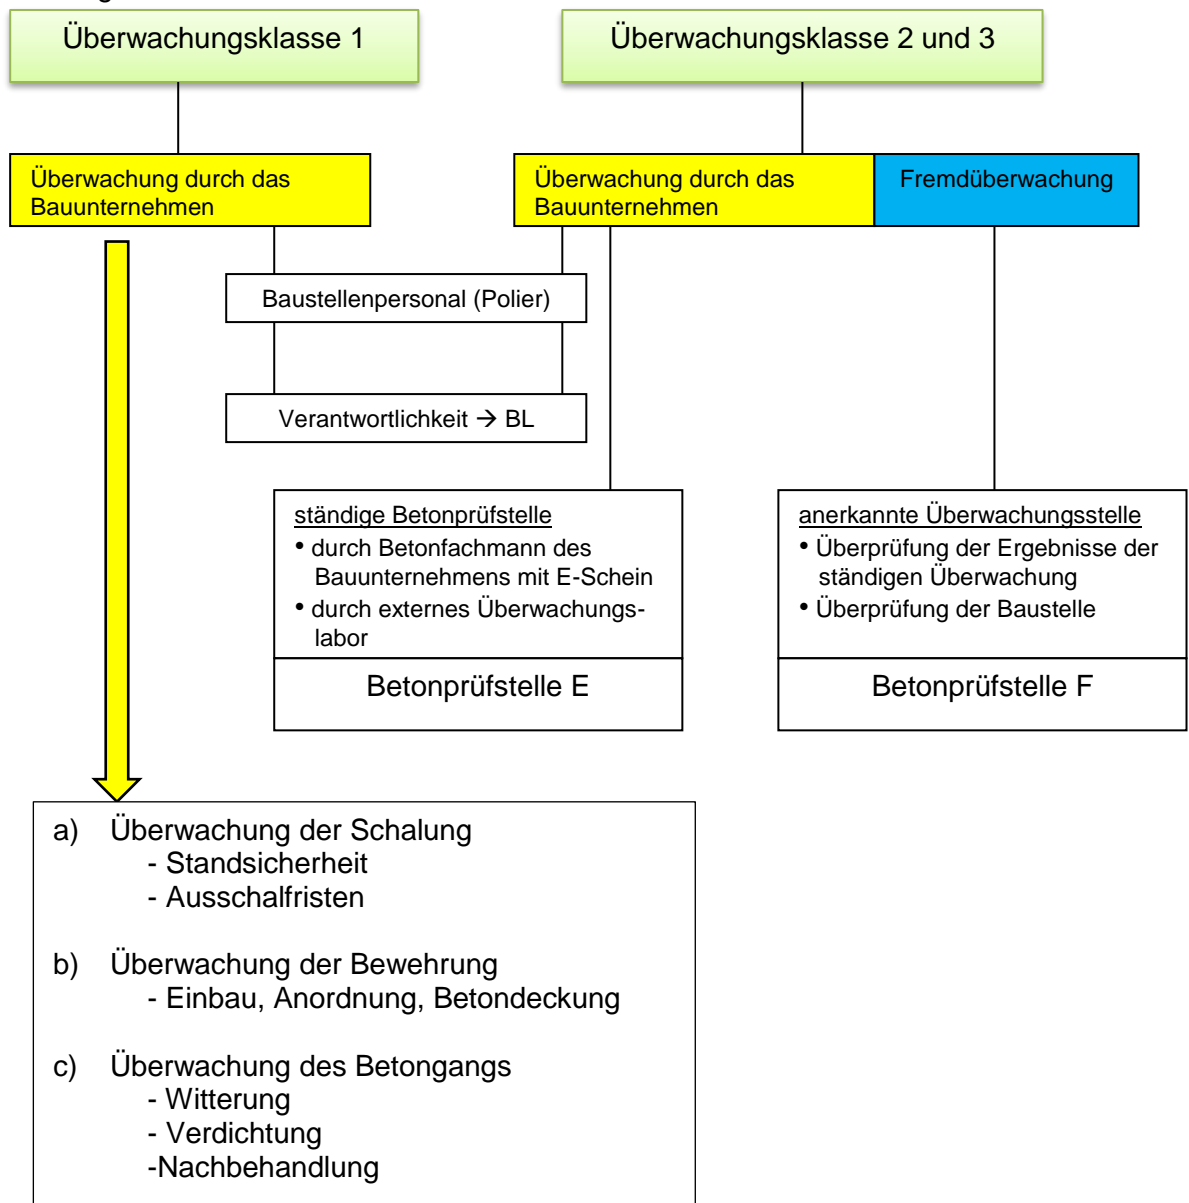 Überwachungsklasse 1
Überwachungsklasse 2 und 3
Überwachung durch das
Bauunternehmen
Überwachung durch das
Bauunternehmen
Fremdüberwachung
Baustellenpersonal (Polier)
Verantwortlichkeit → BL
ständige Betonprüfstelle
• durch Betonfachmann des
Bauunternehmens mit E-Schein
• durch externes Überwachungs-
labor
Betonprüfstelle E
anerkannte Überwachungsstelle
• Überprüfung der Ergebnisse der
ständigen Überwachung
• Überprüfung der Baustelle
Betonprüfstelle F
a) Überwachung der Schalung
- Standsicherheit
- Ausschalfristen
b) Überwachung der Bewehrung
- Einbau, Anordnung, Betondeckung
c) Überwachung des Betongangs
- Witterung
- Verdichtung
-Nachbehandlung